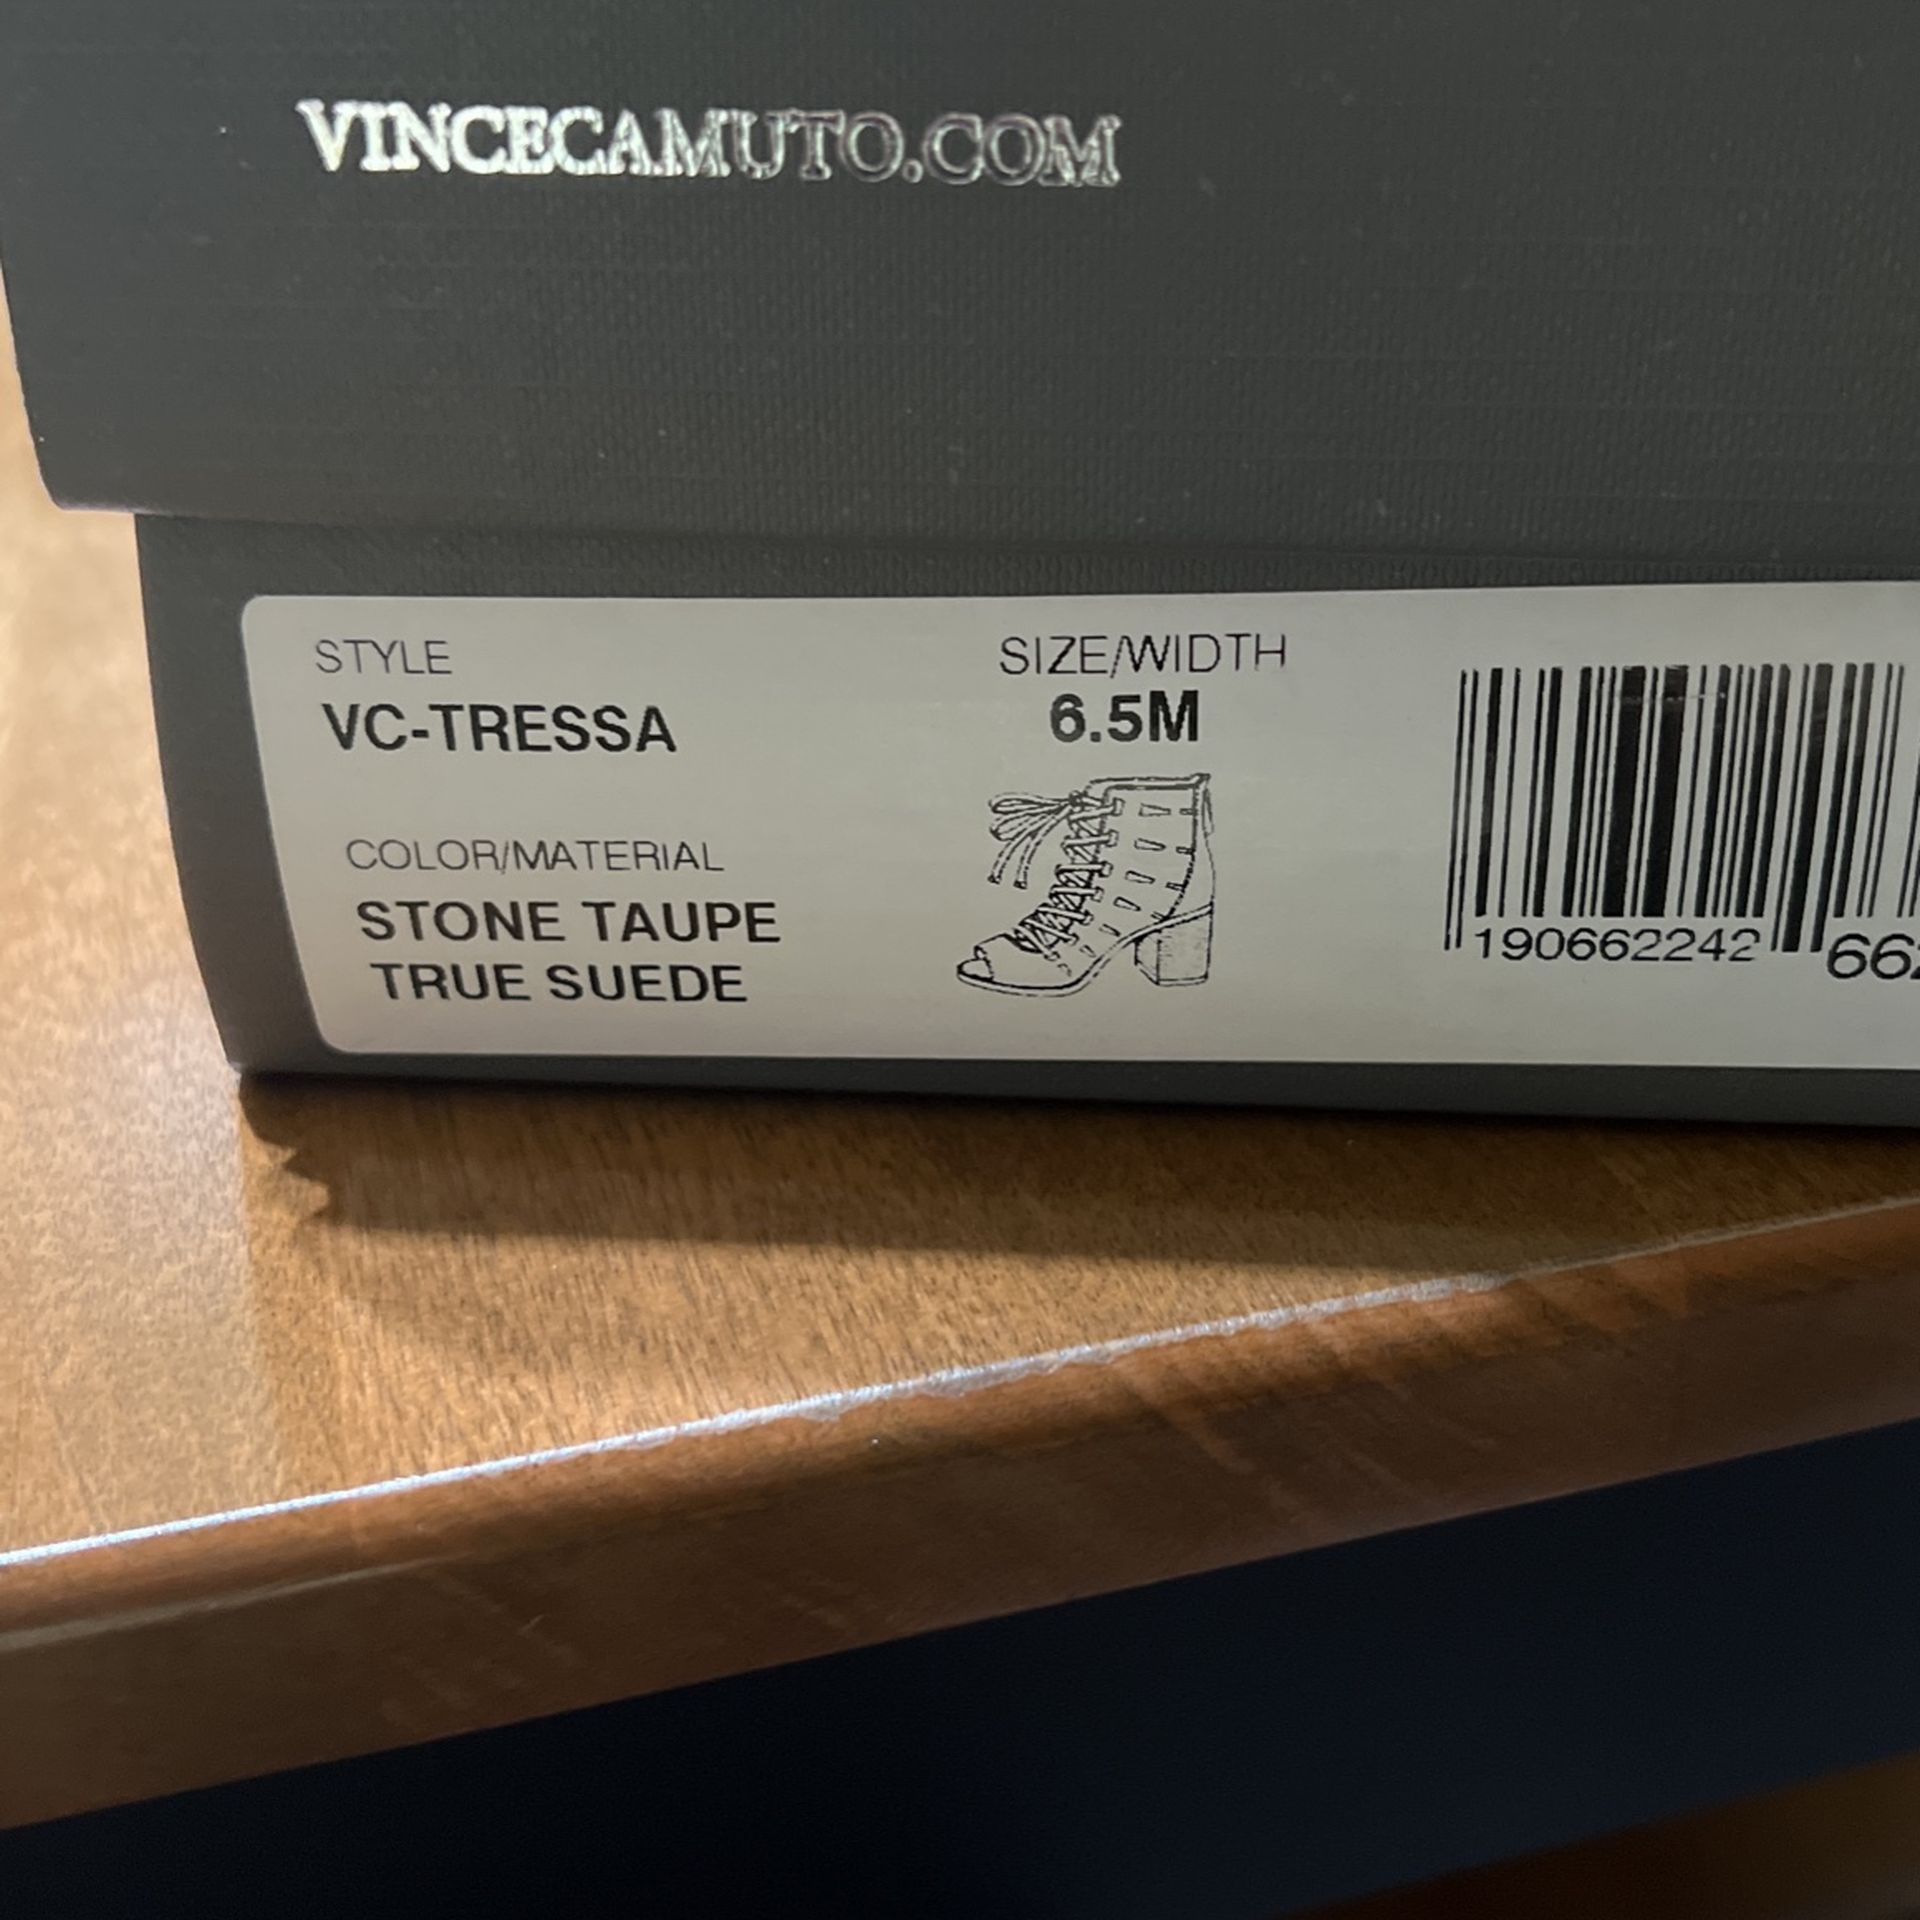 VINCECAMUTO.COM
STYLE
VC-TRESSA
SIZE/WIDTH
6.5M
COLOR/MATERIAL
STONE TAUPE
TRUE SUEDE
190662242